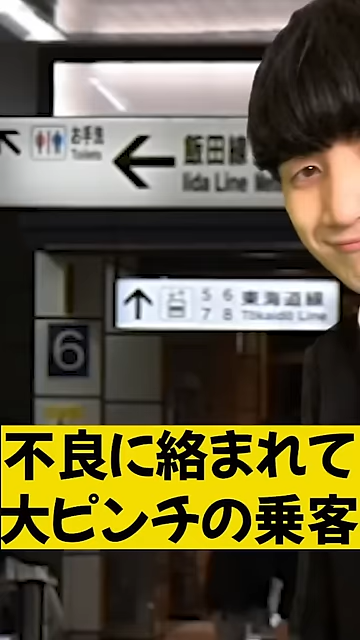 お手洗
Toilets
飯田線
Iida Line
5 6 東海道線
7 8 Tōkaidō Line
6
不良に絡まれて
大ピンチの乗客